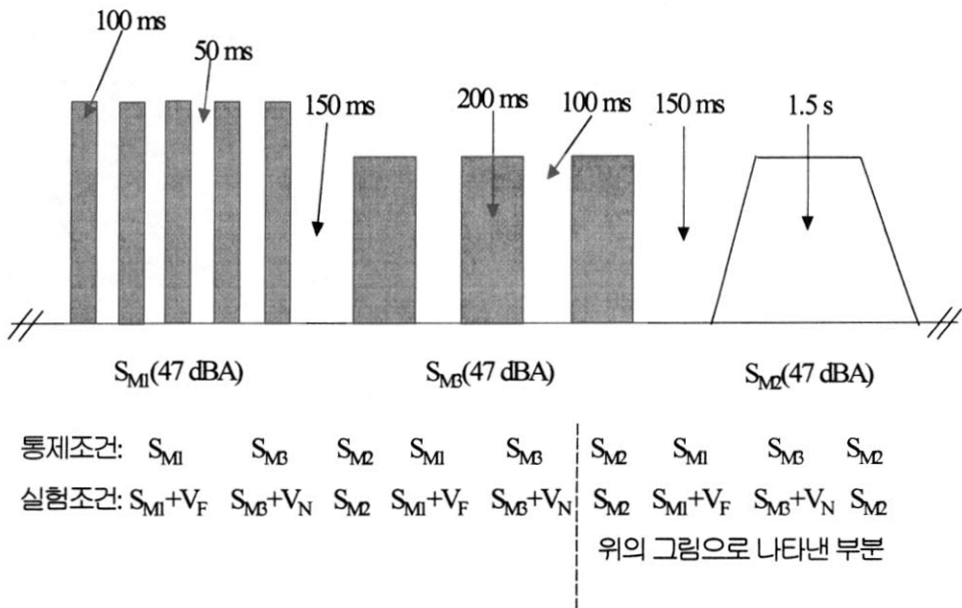 100 ms
50 ms
150 ms
200 ms
100 ms
150 ms
1.5 s
S_M1(47 dBA) S_M3(47 dBA) S_M2(47 dBA)
통제조건: S_M1 S_M3 S_M2 S_M1 S_M3 S_M2 S_M1 S_M3 S_M2
실험조건: S_M1+V_F S_M3+V_N S_M2 S_M1+V_F S_M3+V_N S_M2 S_M1+V_F S_M3+V_N S_M2
위의 그림으로 나타낸 부분